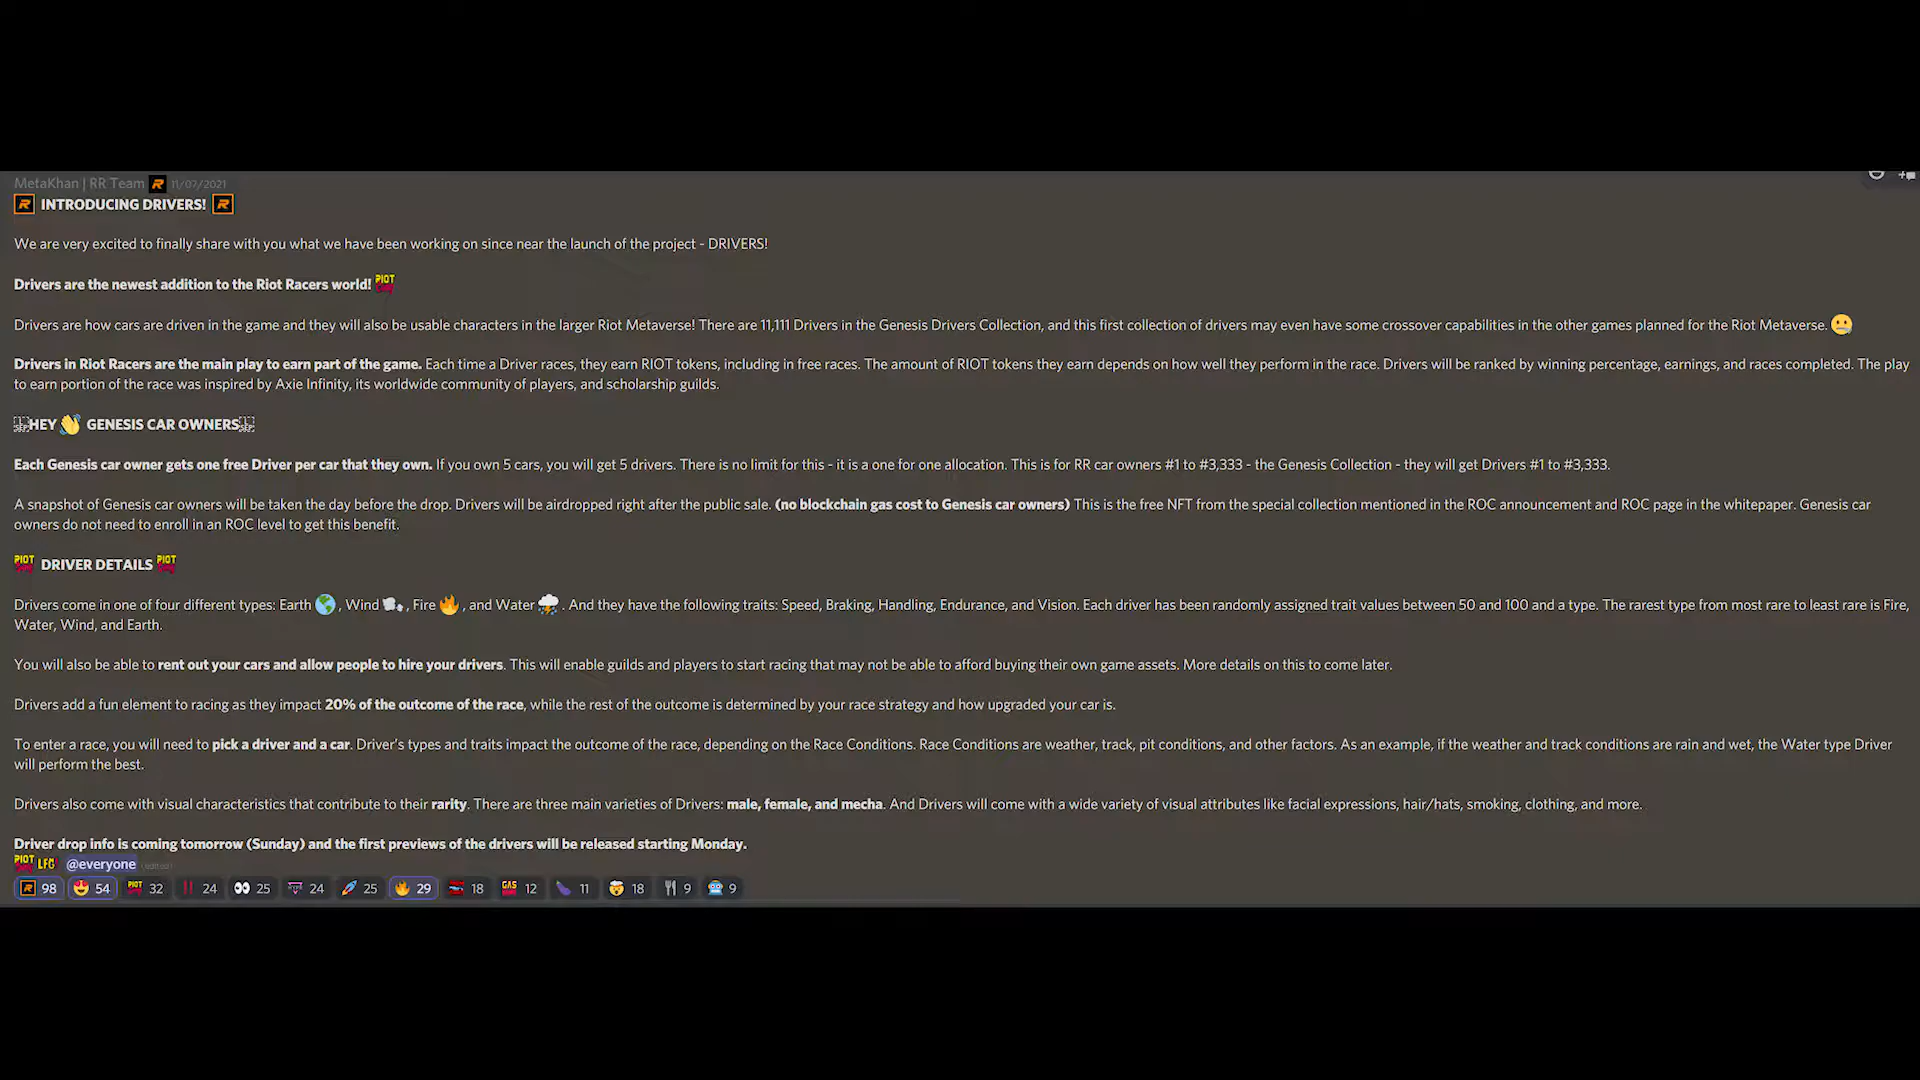 MetaKhan | RR Team R 11/07/2021
R INTRODUCING DRIVERS! R
We are very excited to finally share with you what we have been working on since near the launch of the project - DRIVERS!
Drivers are the newest addition to the Riot Racers world!
Drivers are how cars are driven in the game and they will also be usable characters in the larger Riot Metaverse! There are 11,111 Drivers in the Genesis Drivers Collection, and this first collection of drivers may even have some crossover capabilities in the other games planned for the Riot Metaverse. 🤐
Drivers in Riot Racers are the main play to earn part of the game. Each time a Driver races, they earn RIOT tokens, including in free races. The amount of RIOT tokens they earn depends on how well they perform in the race. Drivers will be ranked by winning percentage, earnings, and races completed. The play
to earn portion of the race was inspired by Axie Infinity, its worldwide community of players, and scholarship guilds.
HEY 👋 GENESIS CAR OWNERS
Each Genesis car owner gets one free Driver per car that they own. If you own 5 cars, you will get 5 drivers. There is no limit for this - it is a one for one allocation. This is for RR car owners #1 to #3,333 - the Genesis Collection - they will get Drivers #1 to #3,333.
A snapshot of Genesis car owners will be taken the day before the drop. Drivers will be airdropped right after the public sale. (no blockchain gas cost to Genesis car owners) This is the free NFT from the special collection mentioned in the ROC announcement and ROC page in the whitepaper. Genesis car
owners do not need to enroll in an ROC level to get this benefit.
DRIVER DETAILS
Drivers come in one of four different types: Earth 🌎, Wind 🌬️, Fire 🔥, and Water ⛈️. And they have the following traits: Speed, Braking, Handling, Endurance, and Vision. Each driver has been randomly assigned trait values between 50 and 100 and a type. The rarest type from most rare to least rare is Fire,
Water, Wind, and Earth.
You will also be able to rent out your cars and allow people to hire your drivers. This will enable guilds and players to start racing that may not be able to afford buying their own game assets. More details on this to come later.
Drivers add a fun element to racing as they impact 20% of the outcome of the race, while the rest of the outcome is determined by your race strategy and how upgraded your car is.
To enter a race, you will need to pick a driver and a car. Driver's types and traits impact the outcome of the race, depending on the Race Conditions. Race Conditions are weather, track, pit conditions, and other factors. As an example, if the weather and track conditions are rain and wet, the Water type Driver
will perform the best.
Drivers also come with visual characteristics that contribute to their rarity. There are three main varieties of Drivers: male, female, and mecha. And Drivers will come with a wide variety of visual attributes like facial expressions, hair/hats, smoking, clothing, and more.
Driver drop info is coming tomorrow (Sunday) and the first previews of the drivers will be released starting Monday.
LFG @everyone (edited)
98 54 32 24 25 24 25 29 18 GAS 12 11 18 9 9